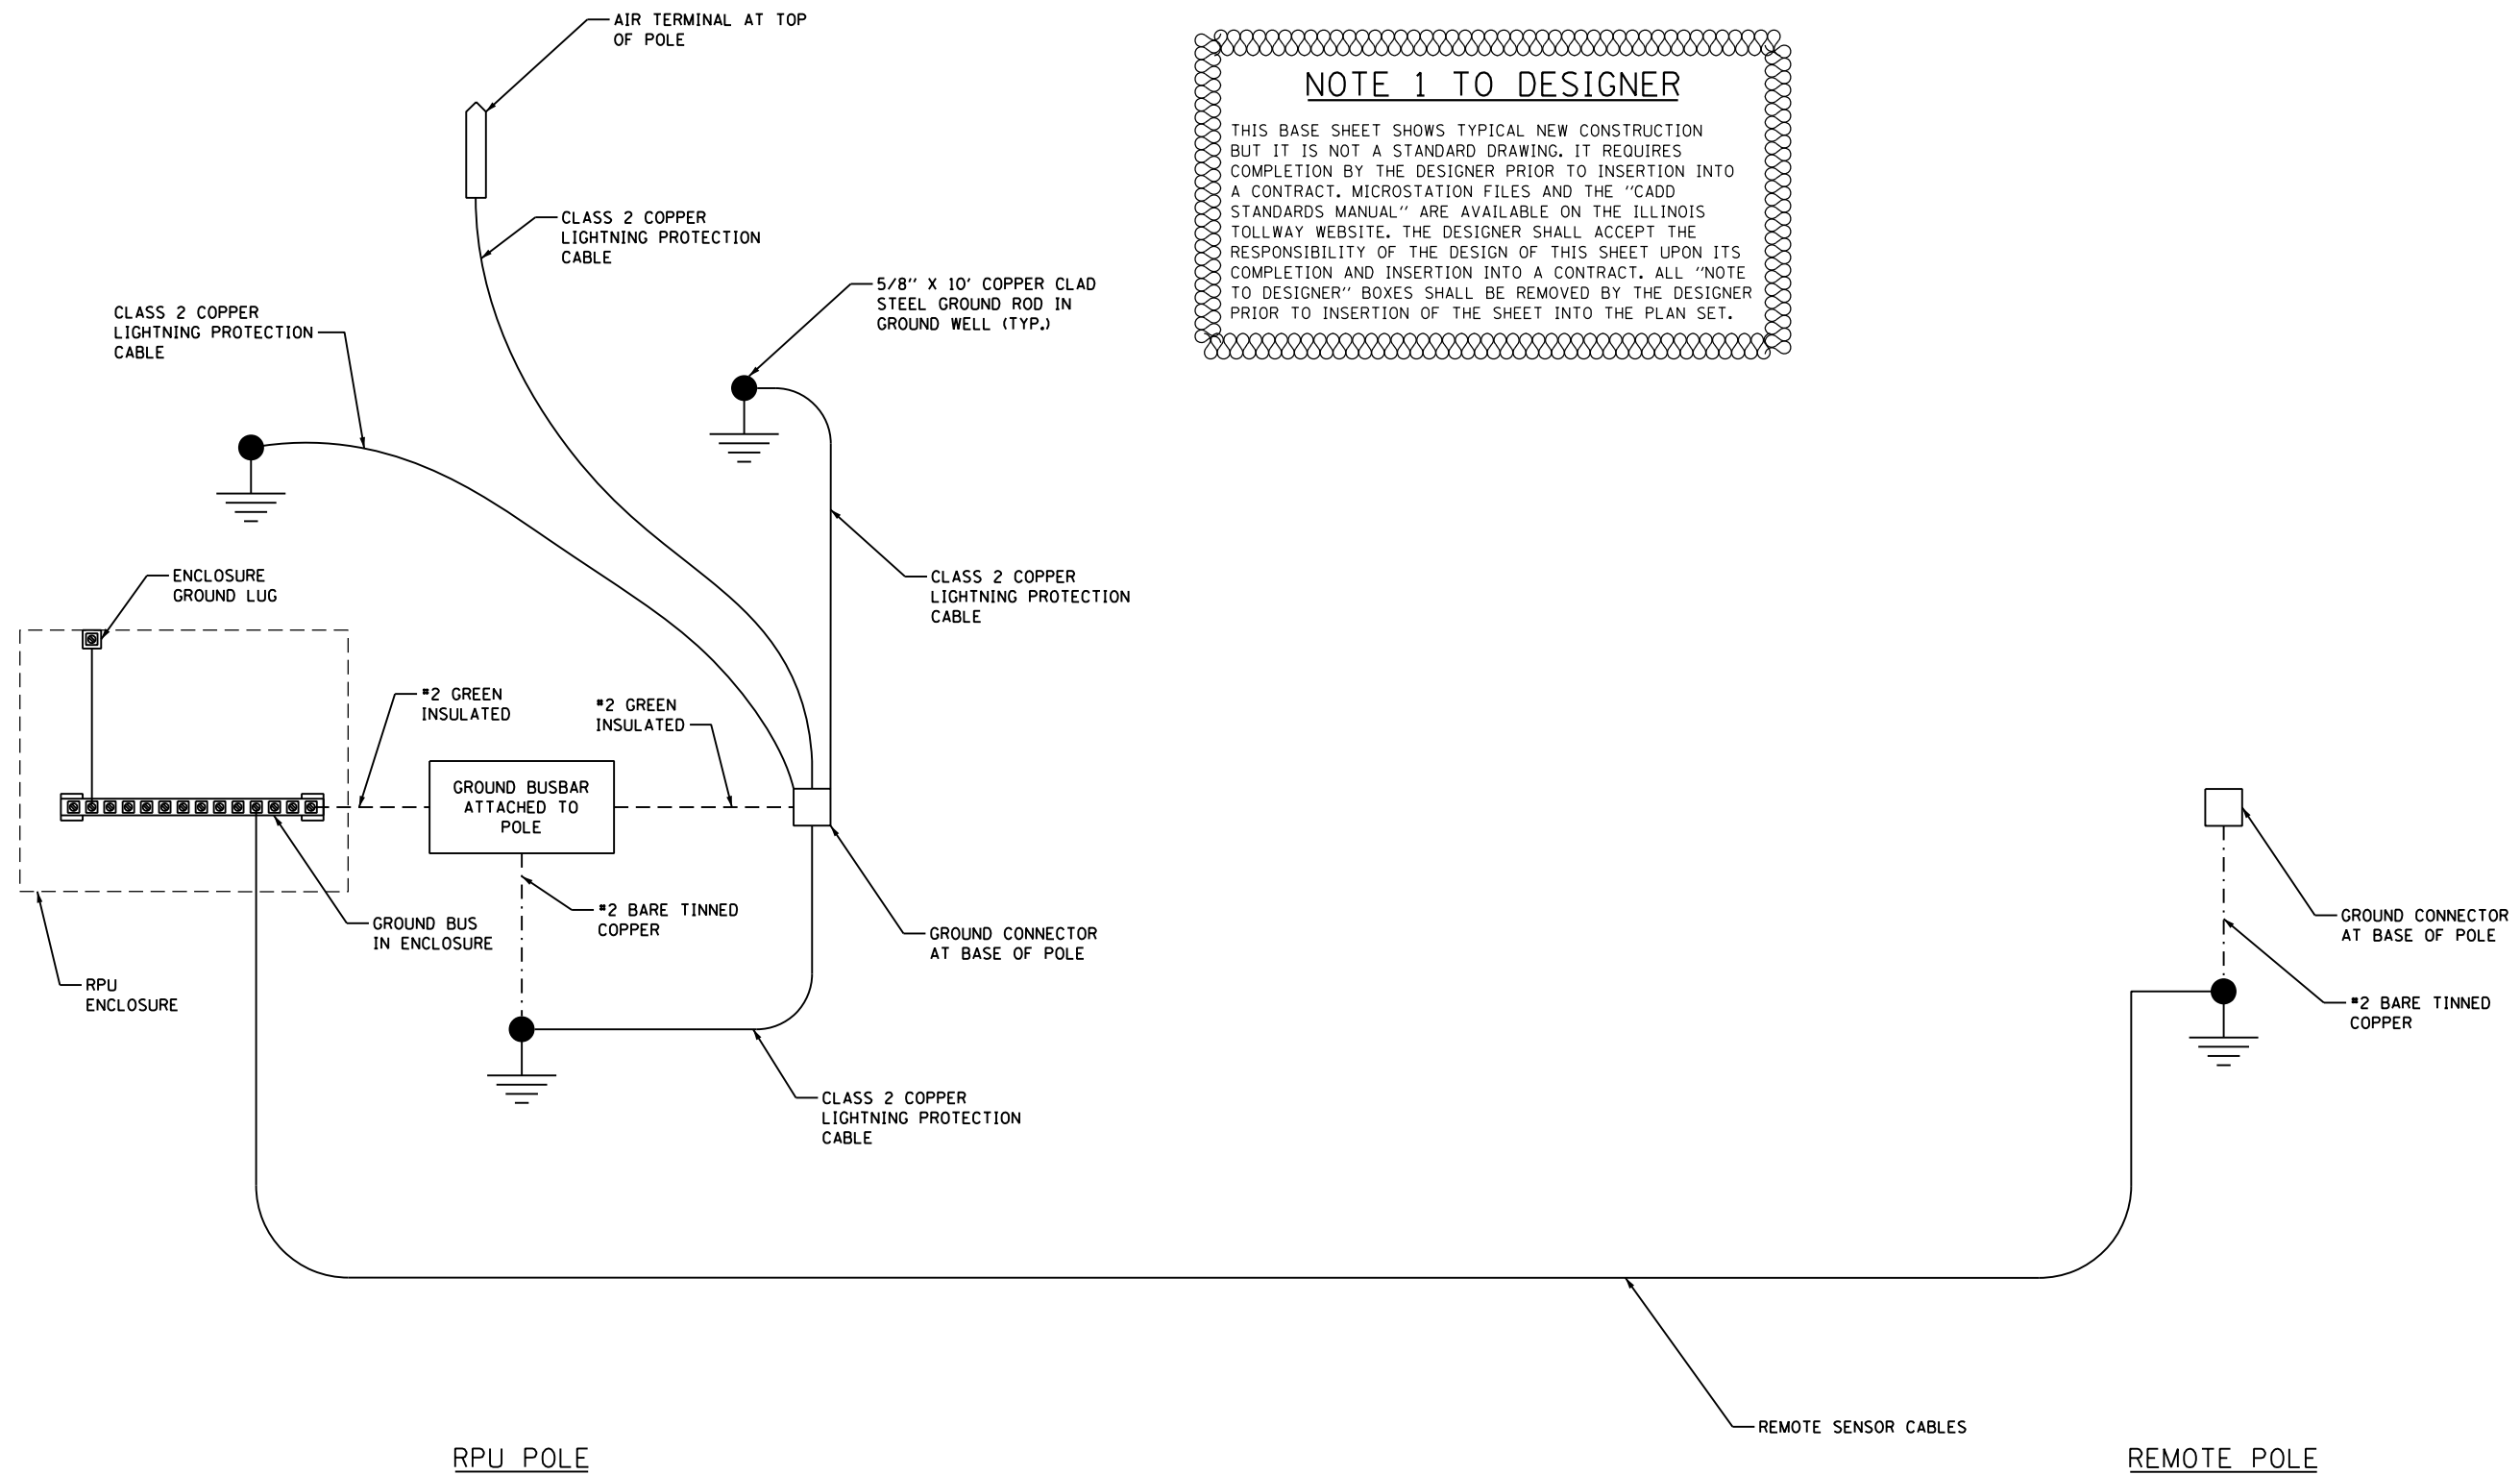 AIR TERMINAL AT TOP
OF POLE
NOTE 1 TO DESIGNER
THIS BASE SHEET SHOWS TYPICAL NEW CONSTRUCTION
BUT IT IS NOT A STANDARD DRAWING. IT REQUIRES
COMPLETION BY THE DESIGNER PRIOR TO INSERTION INTO
A CONTRACT. MICROSTATION FILES AND THE "CADD
STANDARDS MANUAL" ARE AVAILABLE ON THE ILLINOIS
TOLLWAY WEBSITE. THE DESIGNER SHALL ACCEPT THE
RESPONSIBILITY OF THE DESIGN OF THIS SHEET UPON ITS
COMPLETION AND INSERTION INTO A CONTRACT. ALL "NOTE
TO DESIGNER" BOXES SHALL BE REMOVED BY THE DESIGNER
PRIOR TO INSERTION OF THE SHEET INTO THE PLAN SET.
CLASS 2 COPPER
LIGHTNING PROTECTION
CABLE
5/8" X 10' COPPER CLAD
STEEL GROUND ROD IN
GROUND WELL (TYP.)
CLASS 2 COPPER
LIGHTNING PROTECTION
CABLE
ENCLOSURE
GROUND LUG
CLASS 2 COPPER
LIGHTNING PROTECTION
CABLE
#2 GREEN
INSULATED
#2 GREEN
INSULATED
GROUND BUSBAR
ATTACHED TO
POLE
#2 BARE TINNED
COPPER
GROUND BUS
IN ENCLOSURE
GROUND CONNECTOR
AT BASE OF POLE
GROUND CONNECTOR
AT BASE OF POLE
RPU
ENCLOSURE
#2 BARE TINNED
COPPER
CLASS 2 COPPER
LIGHTNING PROTECTION
CABLE
REMOTE SENSOR CABLES
RPU POLE
REMOTE POLE